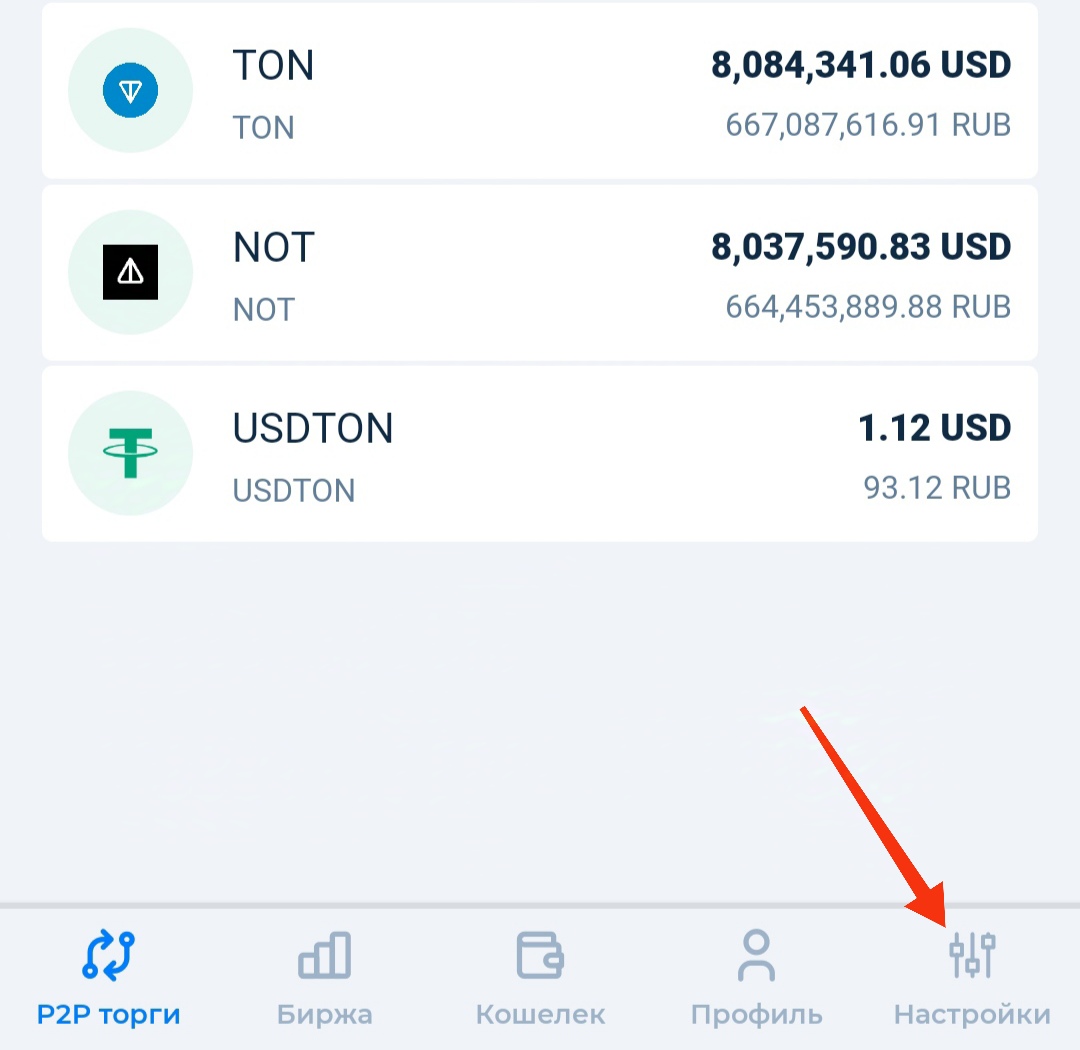 TON 8,084,341.06 USD
TON 667,087,616.91 RUB
NOT 8,037,590.83 USD
NOT 664,453,889.88 RUB
USDTON 1.12 USD
USDTON 93.12 RUB
P2P торги Биржа Кошелек Профиль Настройки